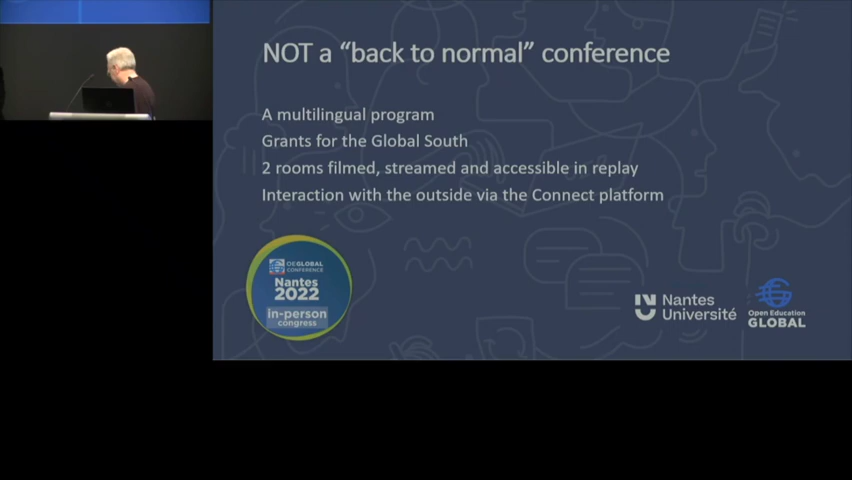 NOT a “back to normal” conference
A multilingual program
Grants for the Global South
2 rooms filmed, streamed and accessible in replay
Interaction with the outside via the Connect platform
OEGLOBAL
CONFERENCE
Nantes
2022
in-person
congress
Nantes
Université
Open Education
GLOBAL